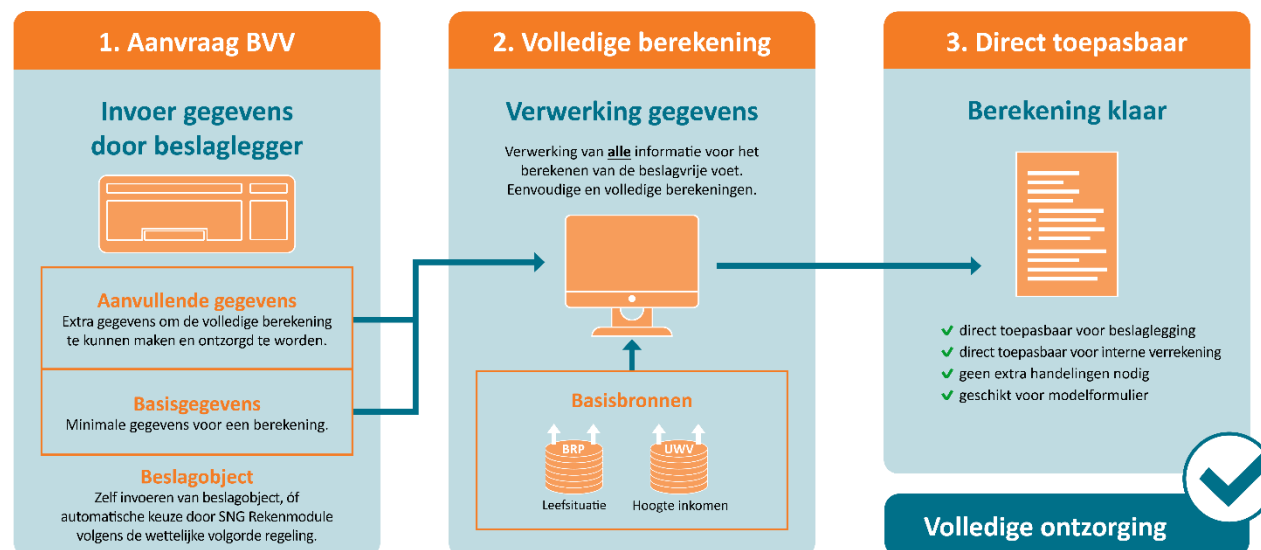 1. Aanvraag BVV
Invoer gegevens
door beslaglegger
Aanvullende gegevens
Extra gegevens om de volledige berekening
te kunnen maken en ontzorgd te worden.
Basisgegevens
Minimale gegevens voor een berekening.
Beslagobject
Zelf invoeren van beslagobject, óf
automatische keuze door SNG Rekenmodule
volgens de wettelijke volgorde regeling.
2. Volledige berekening
Verwerking gegevens
Verwerking van alle informatie voor het
berekenen van de beslagvrije voet.
Eenvoudige en volledige berekeningen.
Basisbronnen
BRP
Leefsituatie
UWV
Hoogte inkomen
3. Direct toepasbaar
Berekening klaar
direct toepasbaar voor beslaglegging
direct toepasbaar voor interne verrekening
geen extra handelingen nodig
geschikt voor modelformulier
Volledige ontzorging